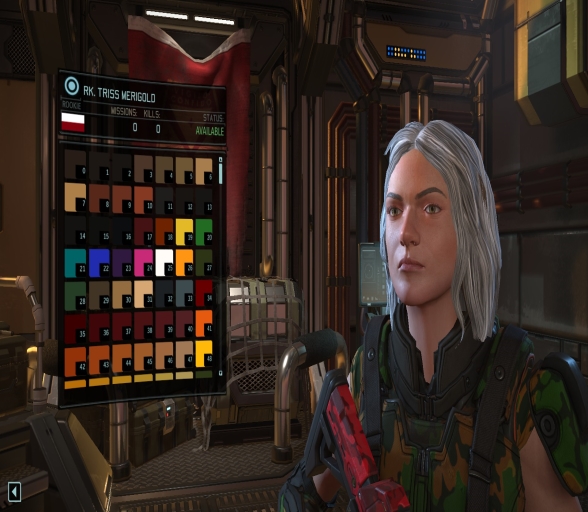 RK. TRISS MERIGOLD
ROOKIE
MISSIONS: KILLS: STATUS
0 0 AVAILABLE
0 1 2 3 4 5 6
7 8 9 10 11 12 13
14 15 16 17 18 19 20
21 22 23 24 25 26 27
28 29 30 31 32 33 34
35 36 37 38 39 40 41
42 43 44 45 46 47 48